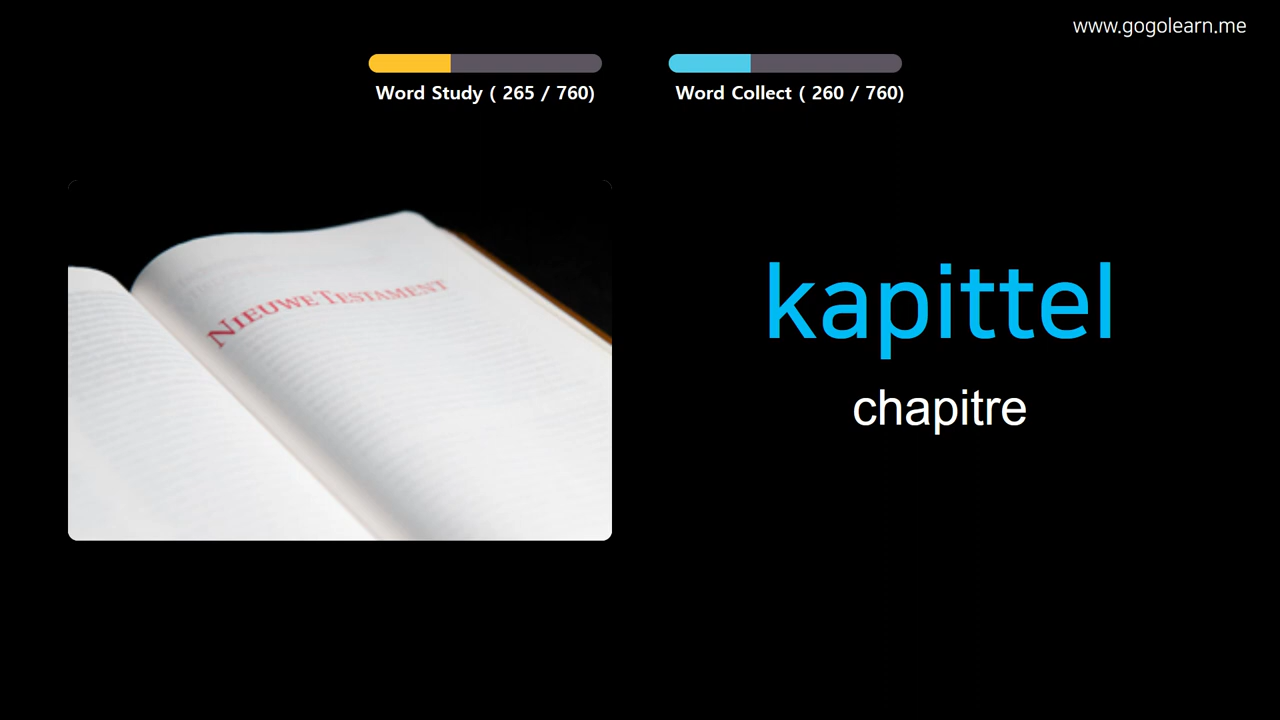 www.gogolearn.me
Word Study ( 265 / 760)
Word Collect ( 260 / 760)
NIEUWE TESTAMENT
kapittel
chapitre